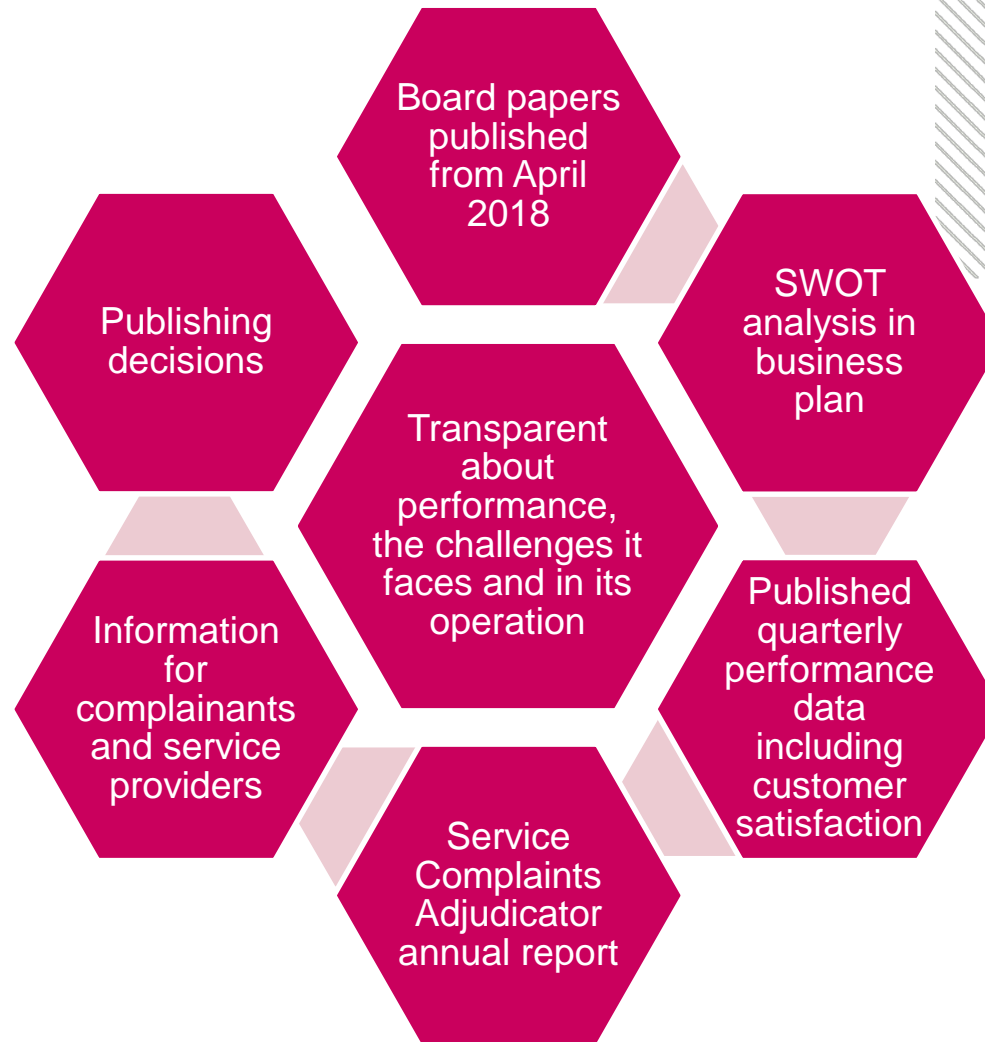 Board papers
published
from April
2018
SWOT
analysis in
business
plan
Published
quarterly
performance
data
including
customer
satisfaction
Service
Complaints
Adjudicator
annual report
Information
for
complainants
and service
providers
Publishing
decisions
Transparent
about
performance,
the challenges it
faces and in its
operation